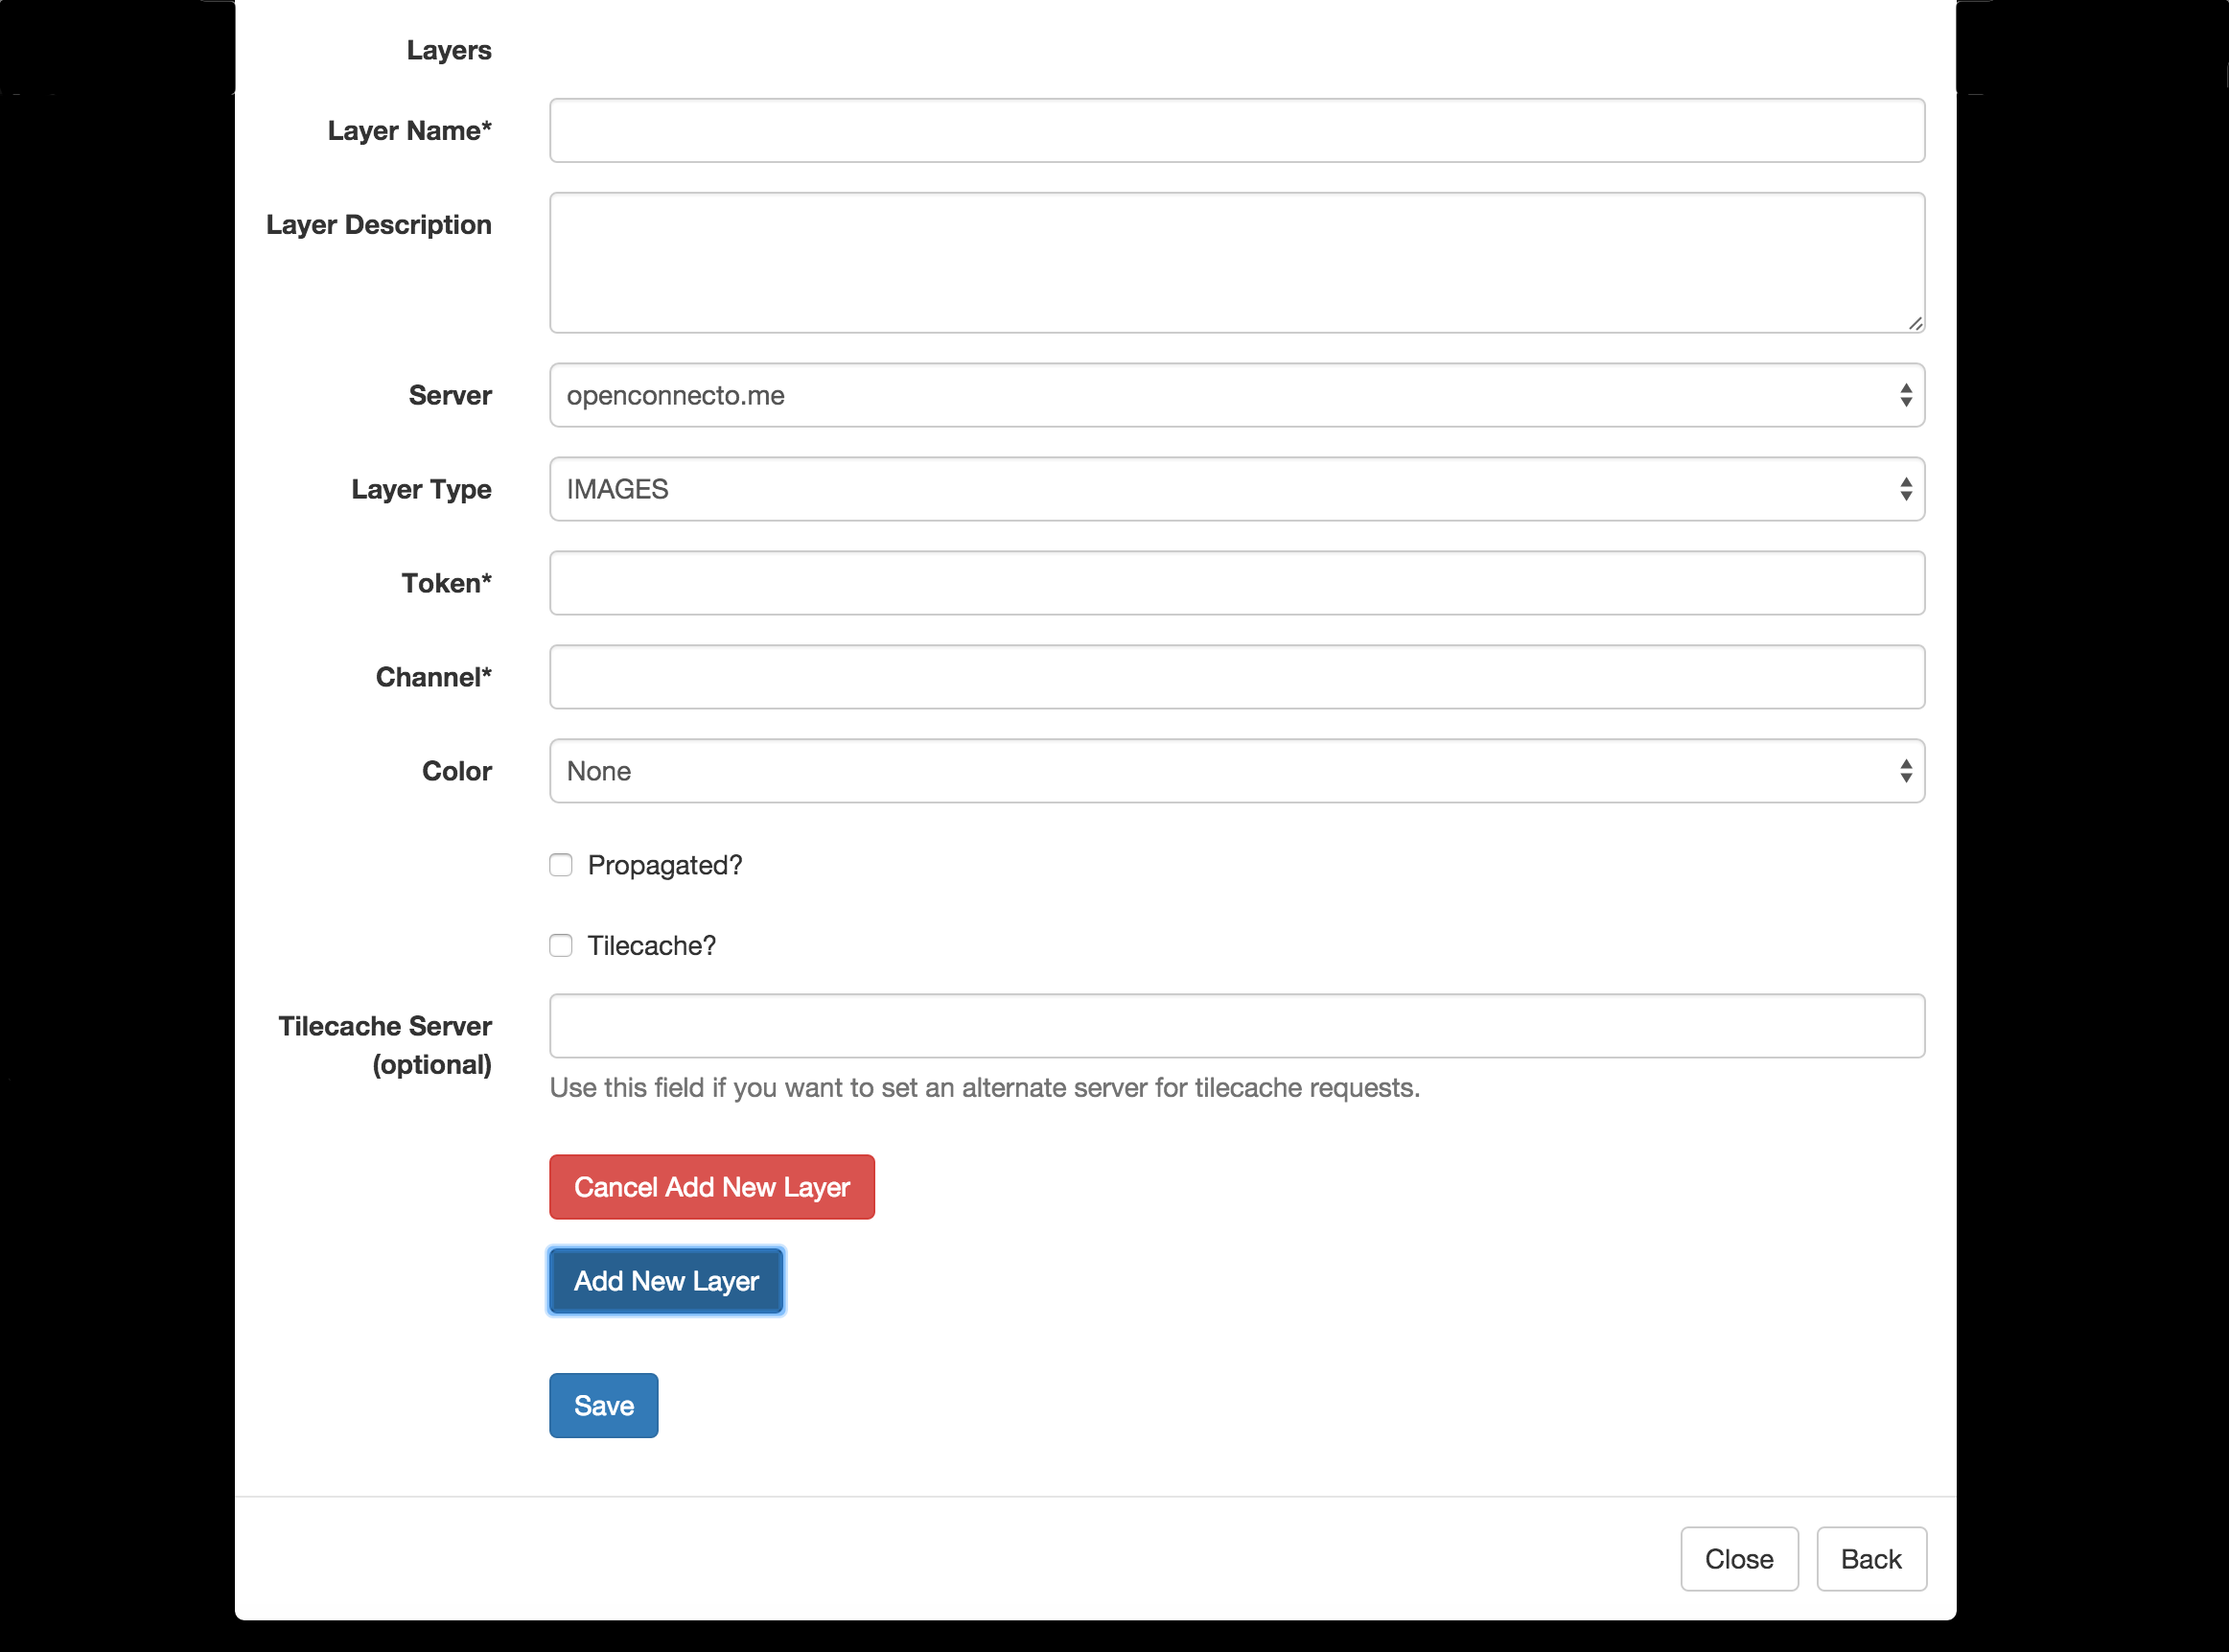 Layers
Layer Name*
Layer Description
Server
openconnecto.me
Layer Type
IMAGES
Token*
Channel*
Color
None
Propagated?
Tilecache?
Tilecache Server
(optional)
Use this field if you want to set an alternate server for tilecache requests.
Cancel Add New Layer
Add New Layer
Save
Close
Back